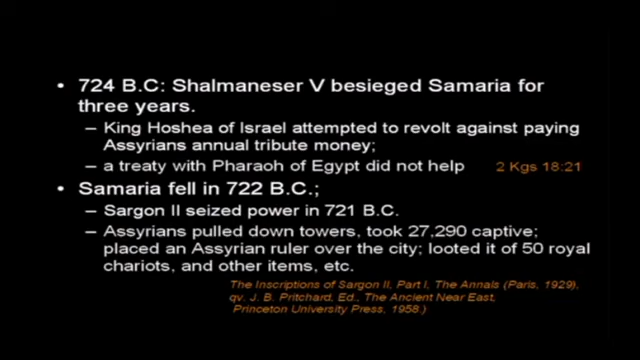 • 724 B.C: Shalmaneser V besieged Samaria for
three years.
– King Hoshea of Israel attempted to revolt against paying
Assyrians annual tribute money;
– a treaty with Pharaoh of Egypt did not help 2 Kgs 18:21
• Samaria fell in 722 B.C.;
– Sargon II seized power in 721 B.C.
– Assyrians pulled down towers, took 27,290 captive;
placed an Assyrian ruler over the city; looted it of 50 royal
chariots, and other items, etc.
The Inscriptions of Sargon II, Part I, The Annals (Paris, 1929),
qv. J. B. Pritchard, Ed., The Ancient Near East,
Princeton University Press, 1958.)